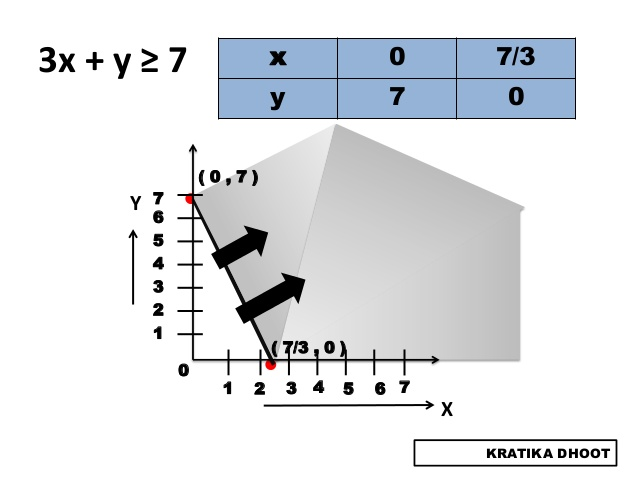 3x + y ≥ 7
x 0 7/3
y 7 0
( 0 , 7 )
Y
7
6
5
4
3
2
1
( 7/3 , 0 )
0
1 2 3 4 5 6 7
X
KRATIKA DHOOT